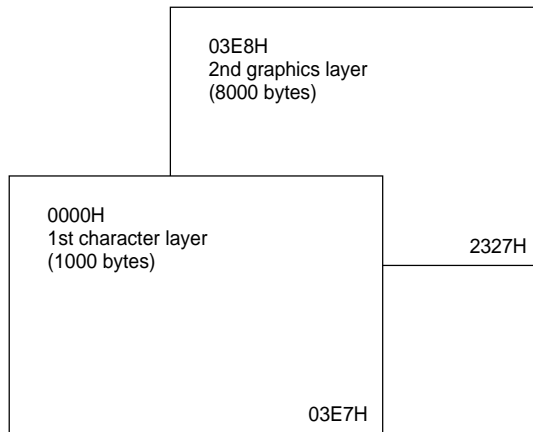 03E8H
2nd graphics layer
(8000 bytes)
0000H
1st character layer
(1000 bytes)
2327H
03E7H